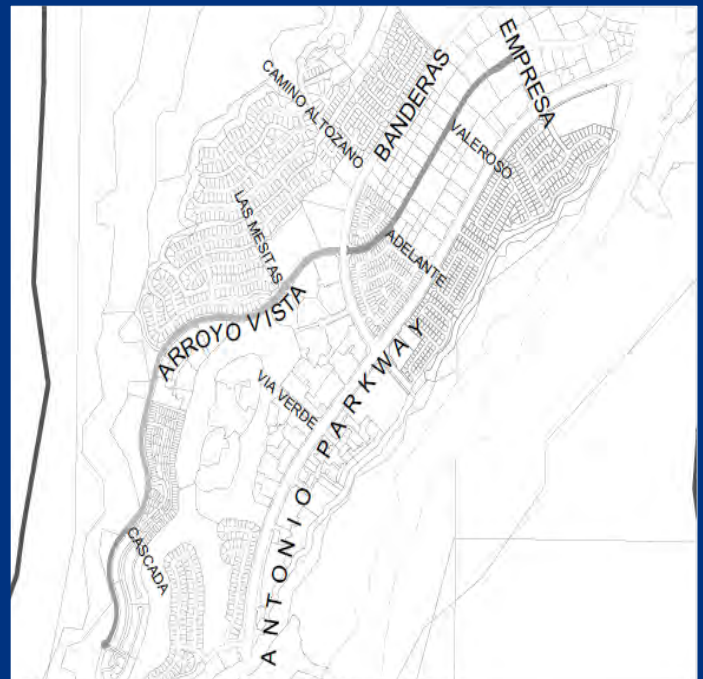 EMPRESA
BANDERAS
CAMINO ALTOZANO
VALEROSO
LAS MESITAS
ADELANTE
ARROYO VISTA
VIA VERDE
ANTONIO PARKWAY
CASCADA